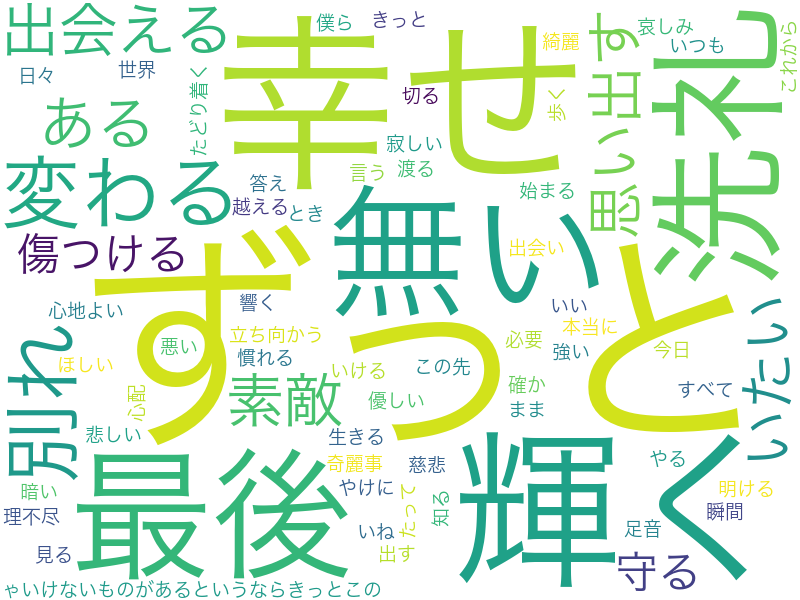 出会える
僕ら
きっと
幸せ
綺麗
思い出す
哀しみ
いつも
洗礼
これから
日々
世界
たどり着く
切る
歩く
ある
寂しい
変わる
言う
渡る
答え
始まる
越える
とき
無い
傷つける
出会い
ずっと
心地よい
響く
いい
いたい
別れ
立ち向かう
本当に
悪い
慣れる
必要
強い
今日
ほしい
いける
この先
素敵
確か
すべて
心配
優しい
まま
悲しい
生きる
奇麗事
慈悲
最後
輝く
やる
暗い
やけに
たって
知る
明ける
理不尽
瞬間
いね
足音
見る
出す
守る
ゃいけないものがあるというならきっとこの